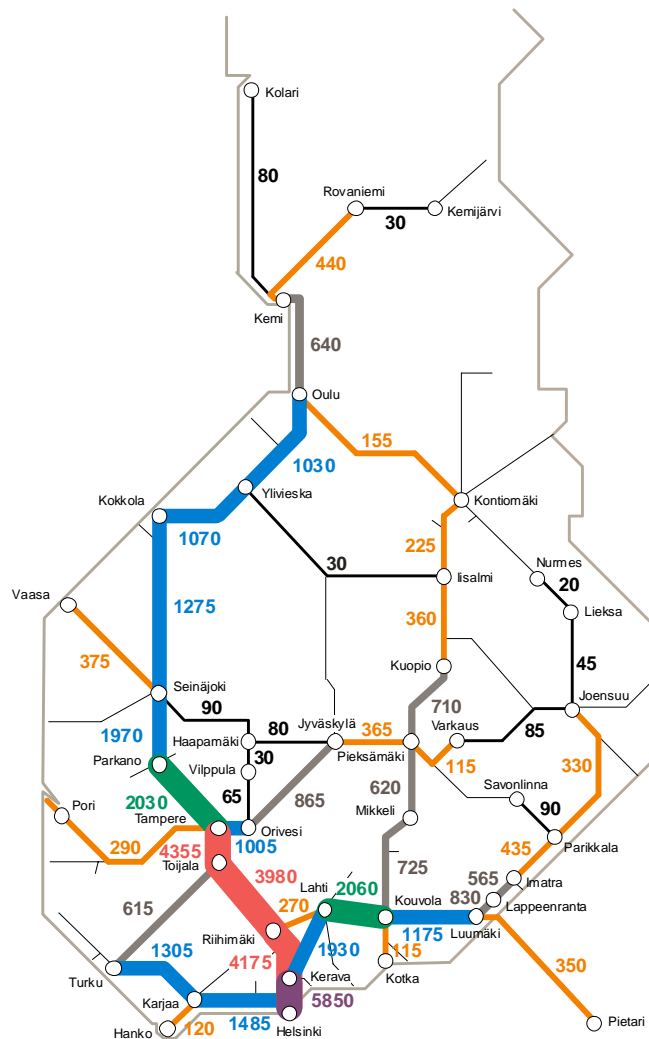 Kolari
80
Rovaniemi
30
Kemijärvi
440
Kemi
640
Oulu
155
1030
Ylivieska
Kontiomäki
Kokkola
1070
225
30
Nurmes
Iisalmi
20
Vaasa
1275
Lieksa
360
375
Kuopio
45
Seinäjoki
90
710
Joensuu
Jyväskylä
1970
Haapamäki
80
365
Varkaus
85
Parkano
30
Pieksämäki
115
330
Vilppula
2030
65
865
620
Savonlinna
Pori
Tampere
Mikkeli
90
290
1005
Orivesi
4355
435
Parikkala
Toijala
725
3980
565
Imatra
Lahti
2060
615
270
Kouvola
830
Lappeenranta
Riihimäki
1930
1175
Luumäki
1305
4175
115
350
Turku
Kerava
Kotka
Karjaa
5850
Hanko
120
1485
Helsinki
Pietari